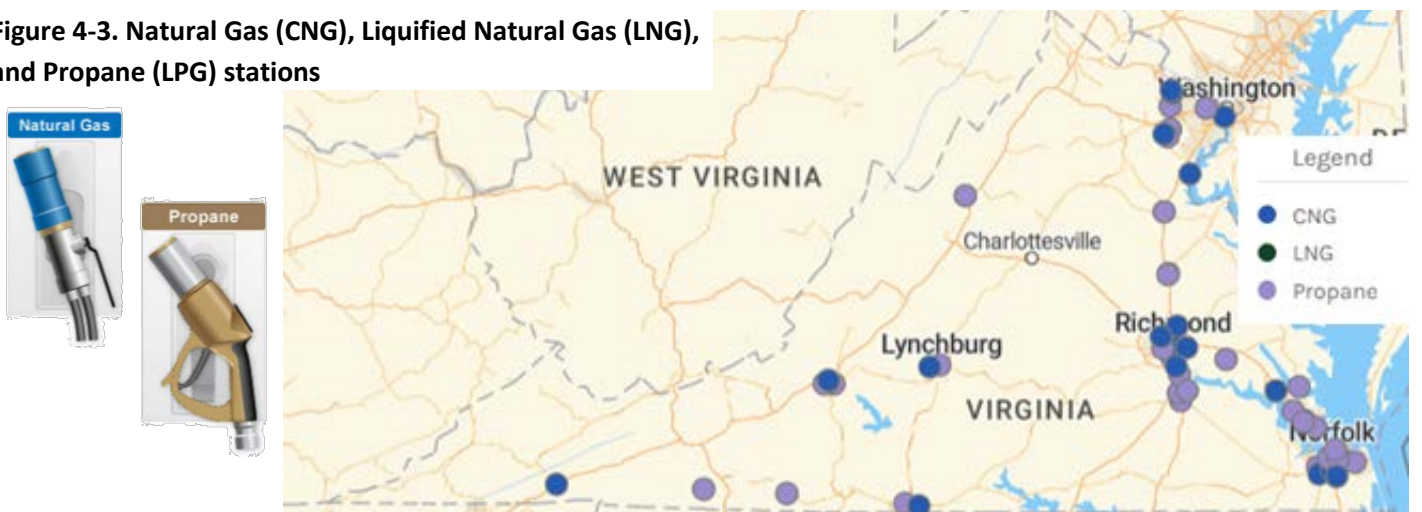 Figure 4-3. Natural Gas (CNG), Liquified Natural Gas (LNG),
and Propane (LPG) stations
Natural Gas
Propane
Washington
DE
WEST VIRGINIA
Legend
CNG
LNG
Propane
Charlottesville
Richmond
Lynchburg
VIRGINIA
Norfolk